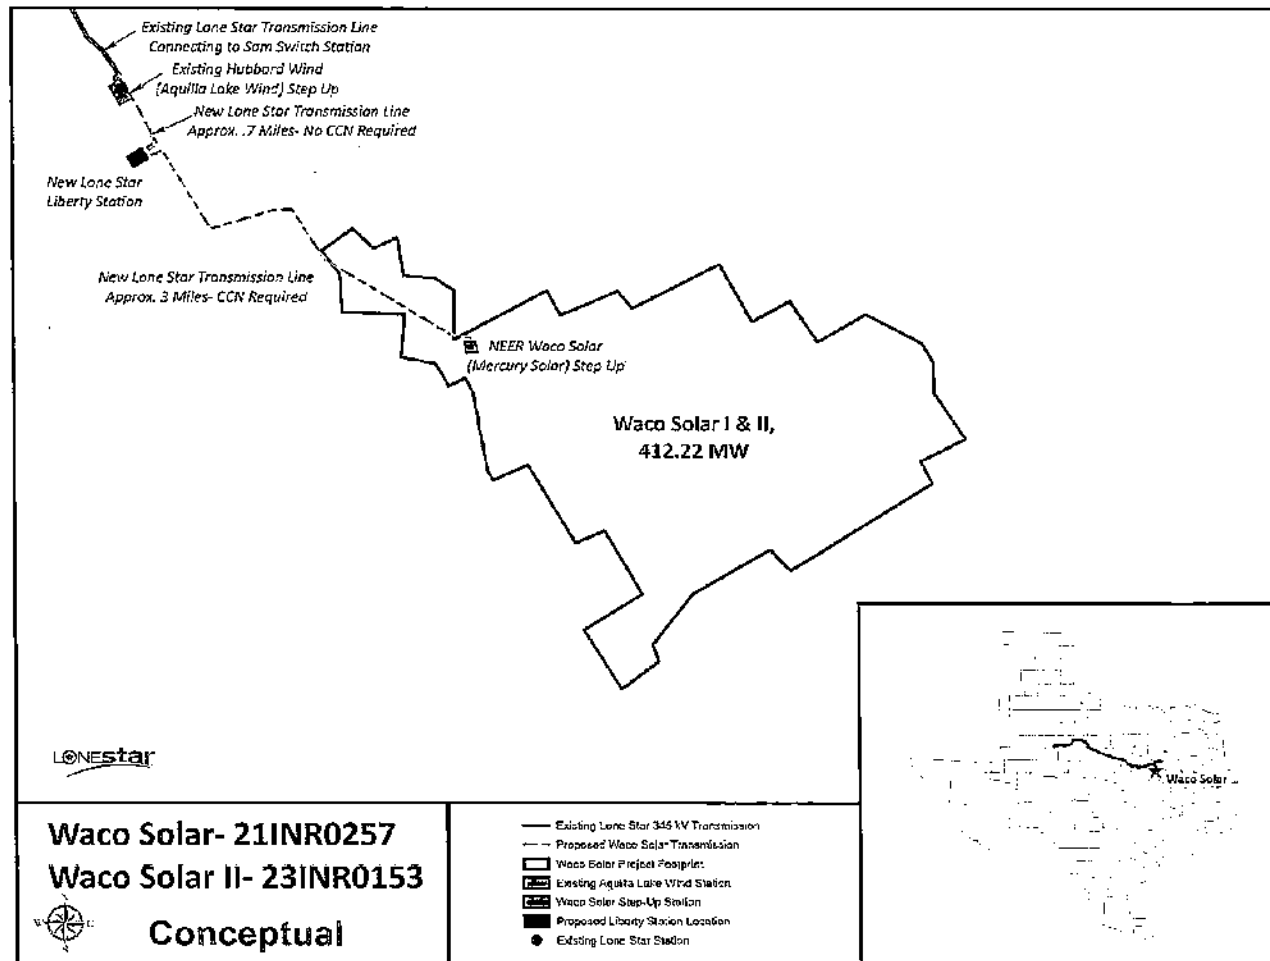 Existing Lone Star Transmission Line
Connecting to Sam Switch Station
Existing Hubbard Wind
(Aquilla Lake Wind) Step Up
New Lone Star Transmission Line
Approx. .7 Miles- No CCN Required
New Lone Star
Liberty Station
New Lone Star Transmission Line
Approx. 3 Miles- CCN Required
NEER Waco Solar
(Mercury Solar) Step Up
Waco Solar I & II,
412.22 MW
LONEstar
Waco Solar
Waco Solar- 21INR0257
Waco Solar II- 23INR0153
Conceptual
Existing Lone Star 345 kV Transmission
Proposed Waco Solar Transmission
Waco Solar Project Footprint
Existing Aquilla Lake Wind Station
Waco Solar Step-Up Station
Proposed Liberty Station Location
Existing Lone Star Station